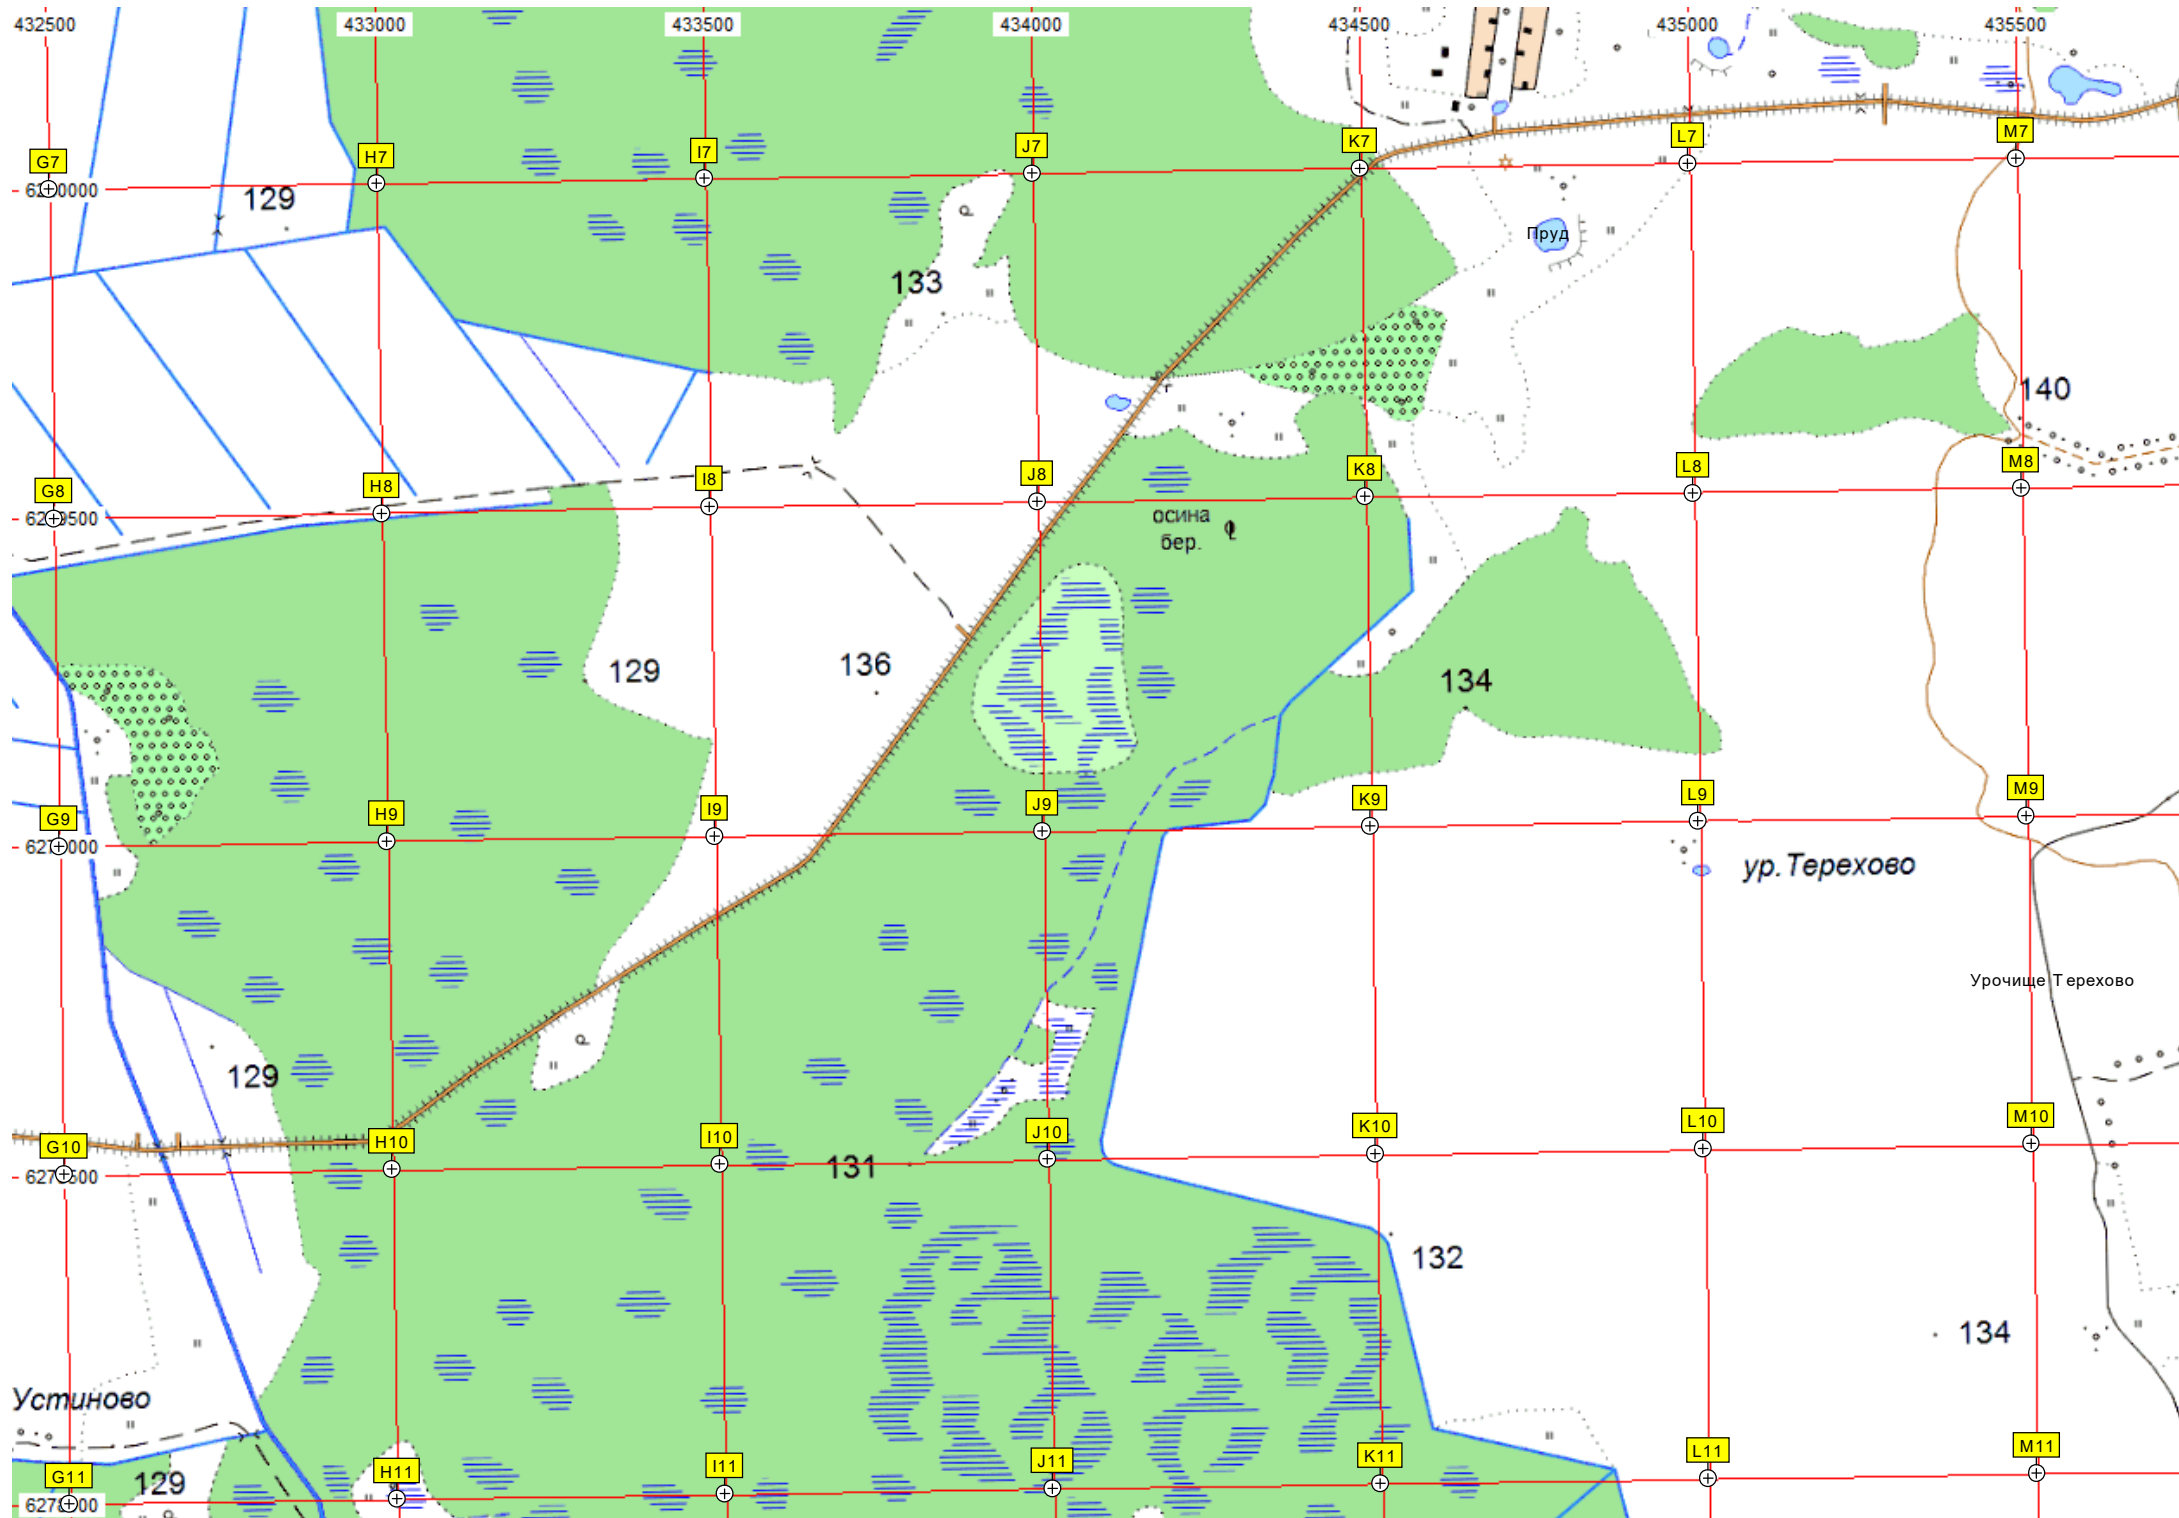 432500 433000 433500 434000 434500 435000 435500
G7 H7 I7 J7 K7 L7 M7
129
Пруд
133
140
G8 H8 I8 J8 K8 L8 M8
осина
бер.
129
136
134
G9 H9 I9 J9 K9 L9 M9
ур.Терехово
Урочище Терехово
129
G10 H10 I10 J10 K10 L10 M10
131
132
134
Устиново
G11 H11 I11 J11 K11 L11 M11
129